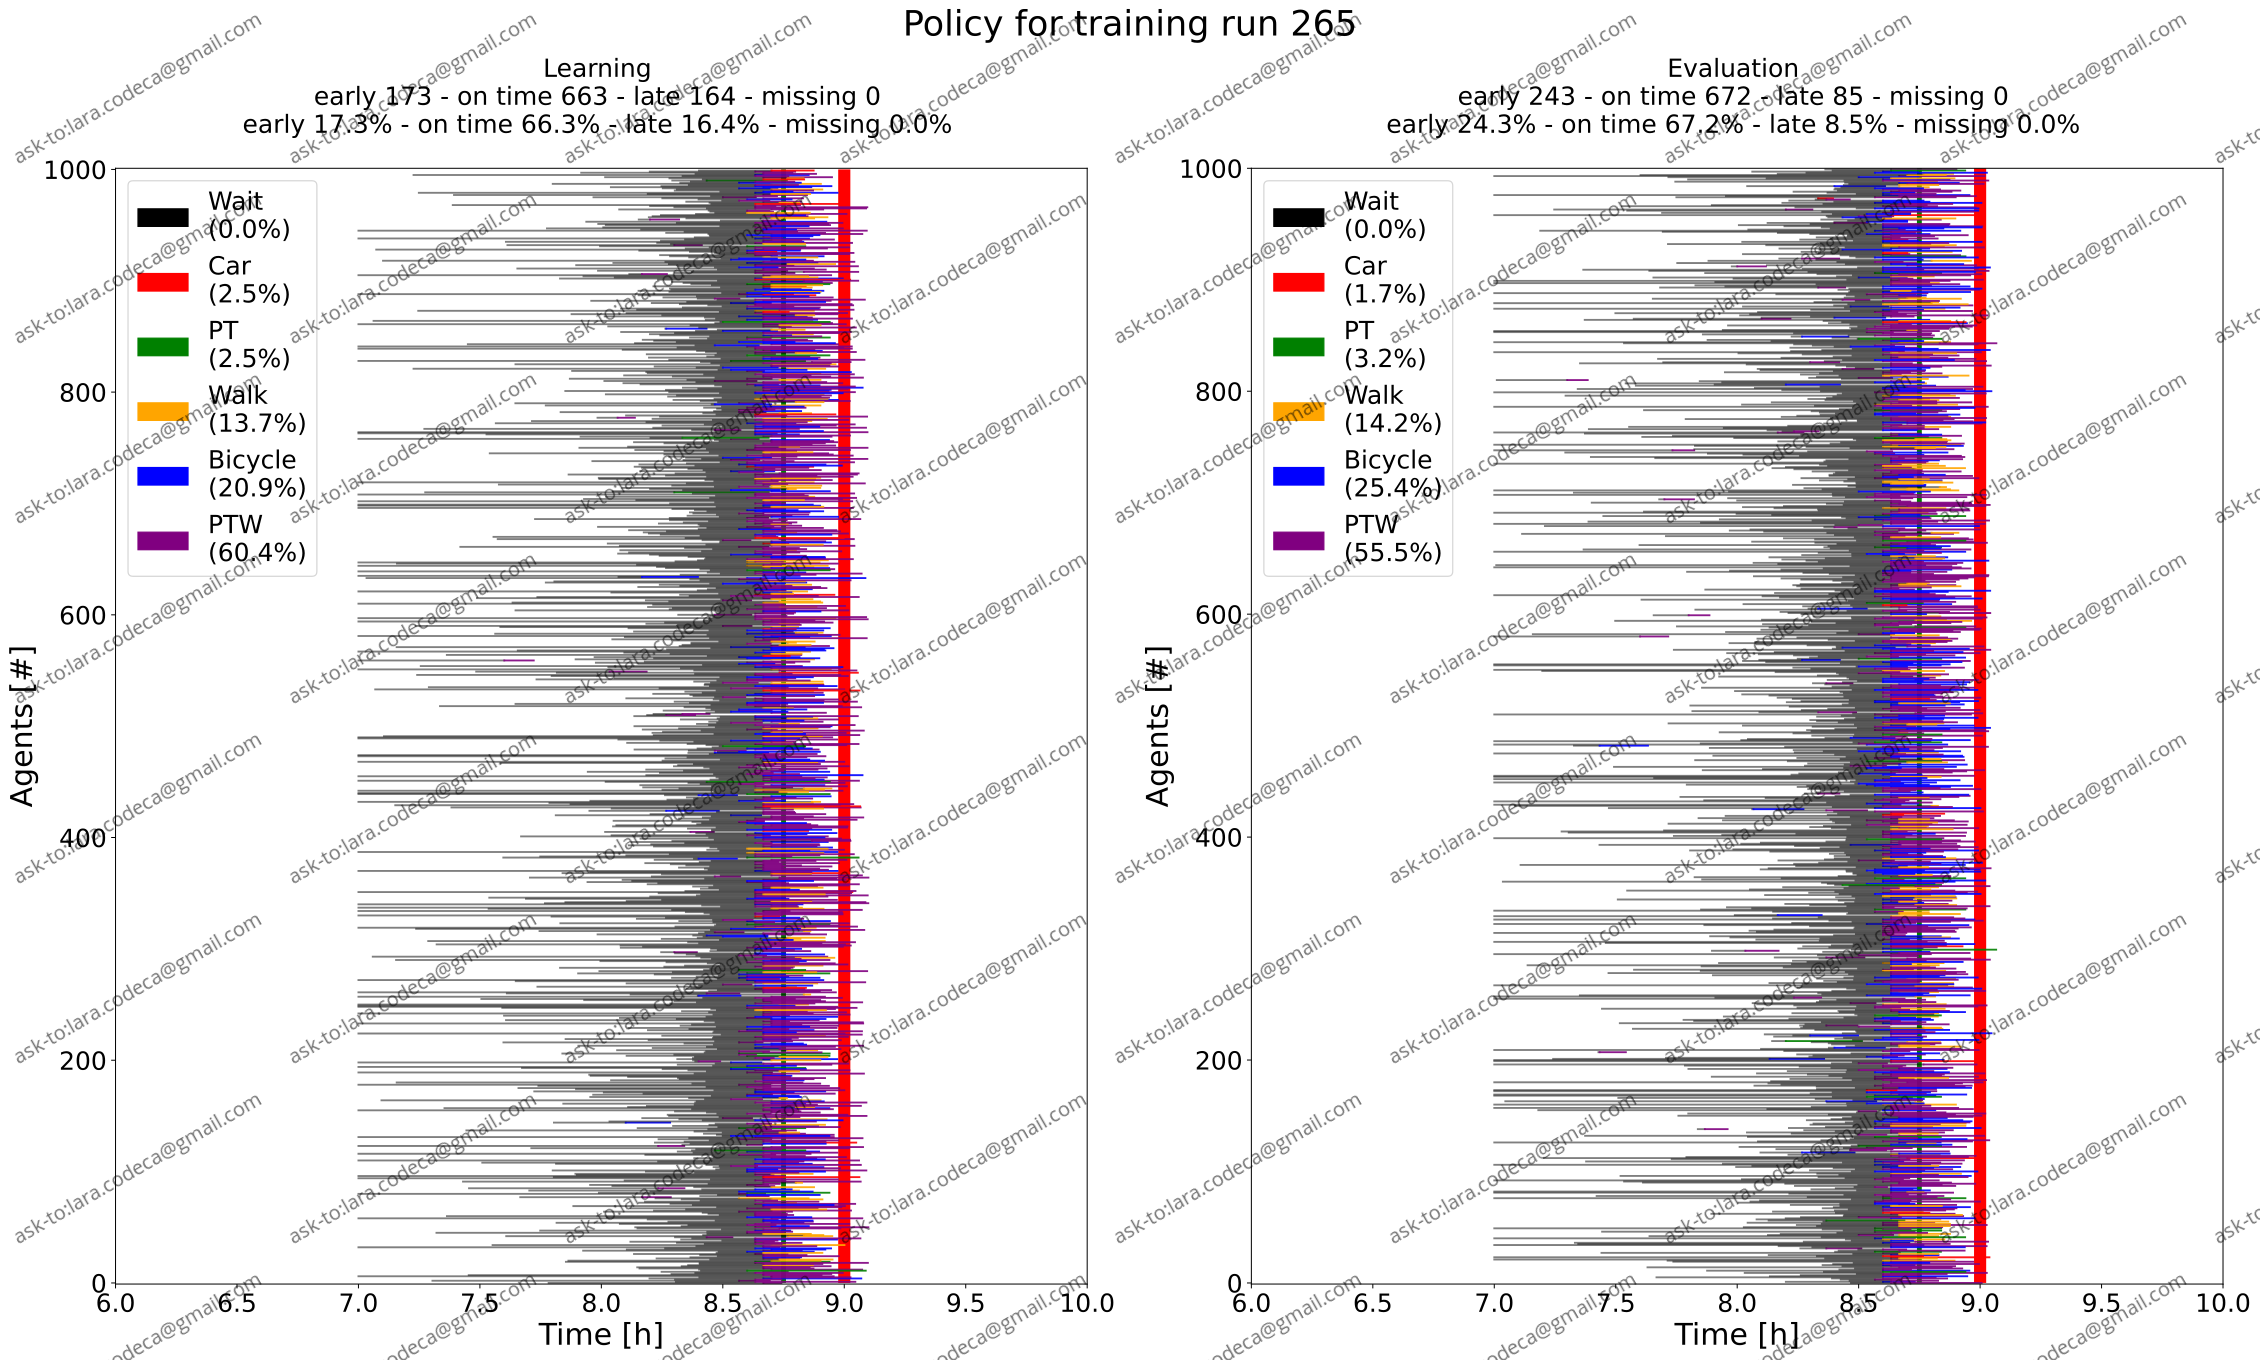 Policy for training run 265
Learning
early 173 - on time 663 - late 164 - missing 0
early 17.3% - on time 66.3% - late 16.4% - missing 0.0%
1000
800
600
400
200
0
Agents [#]
Wait
(0.0%)
Car
(2.5%)
PT
(2.5%)
Walk
(13.7%)
Bicycle
(20.9%)
PTW
(60.4%)
6.0 6.5 7.0 7.5 8.0 8.5 9.0 9.5 10.0
Time [h]
Evaluation
early 243 - on time 672 - late 85 - missing 0
early 24.3% - on time 67.2% - late 8.5% - missing 0.0%
1000
800
600
400
200
0
Agents [#]
Wait
(0.0%)
Car
(1.7%)
PT
(3.2%)
Walk
(14.2%)
Bicycle
(25.4%)
PTW
(55.5%)
6.0 6.5 7.0 7.5 8.0 8.5 9.0 9.5 10.0
Time [h]
ask-to:lara.codeca@gmail.com